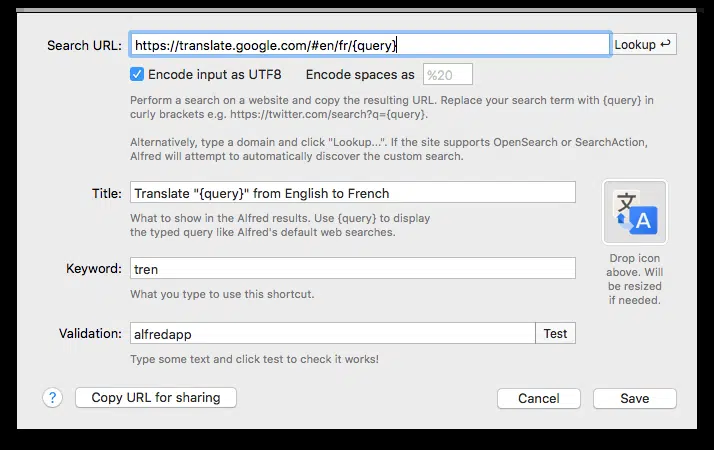 Search URL: https://translate.google.com/#en/fr/{query} Lookup ↩
Encode input as UTF8 Encode spaces as %20
Perform a search on a website and copy the resulting URL. Replace your search term with {query} in
curly brackets e.g. https://twitter.com/search?q={query}.
Alternatively, type a domain and click "Lookup...". If the site supports OpenSearch or SearchAction,
Alfred will attempt to automatically discover the custom search.
Title: Translate "{query}" from English to French
What to show in the Alfred results. Use {query} to display
the typed query like Alfred's default web searches.
文
A
Drop icon
above. Will
be resized
if needed.
Keyword: tren
What you type to use this shortcut.
Validation: alfredapp Test
Type some text and click test to check it works!
? Copy URL for sharing Cancel Save